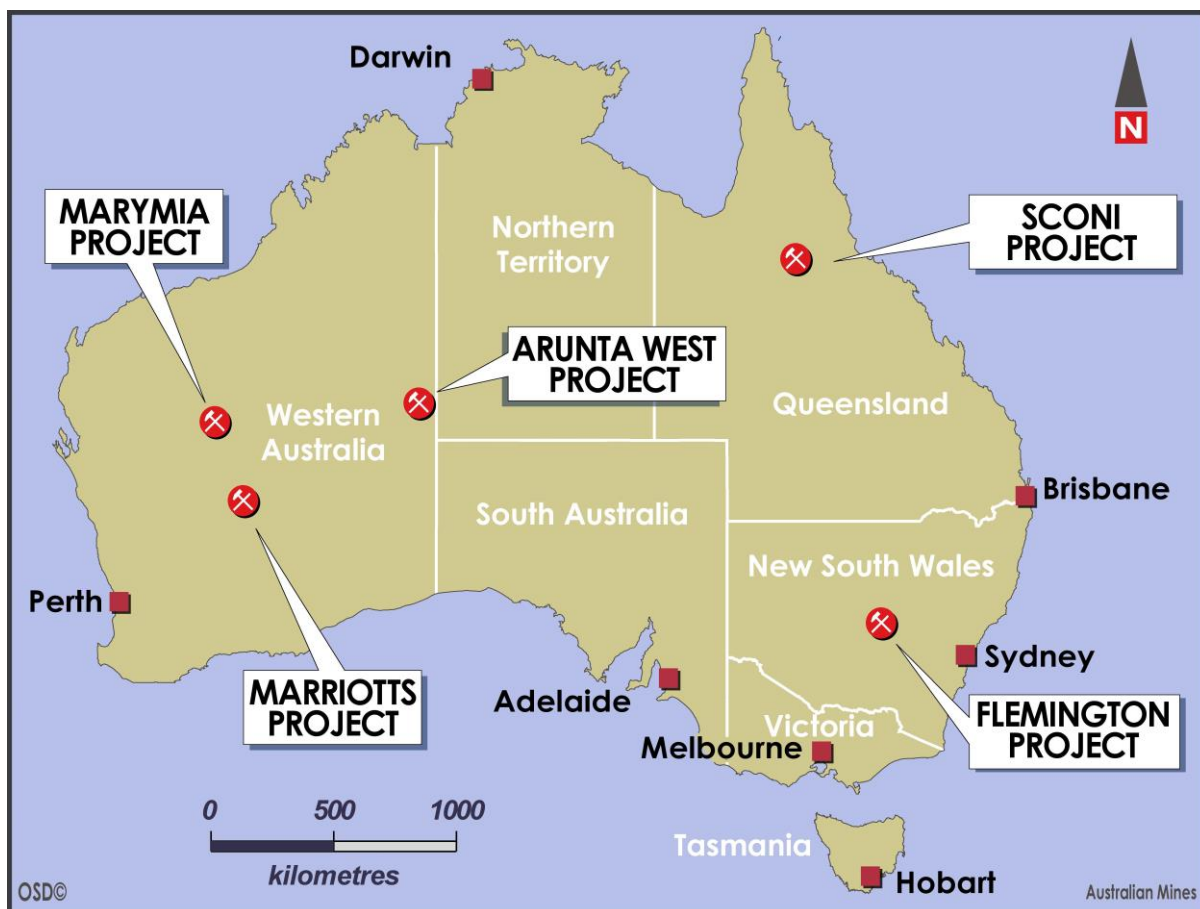 Darwin
N
MARYMIA
PROJECT
Northern
Territory
SCONI
PROJECT
ARUNTA WEST
PROJECT
Western
Australia
Queensland
South Australia
Brisbane
New South Wales
Perth
Sydney
MARRIOTTS
PROJECT
Adelaide
Victoria
Melbourne
FLEMINGTON
PROJECT
0 500 1000
kilometres
Tasmania
Hobart
OSD©
Australian Mines